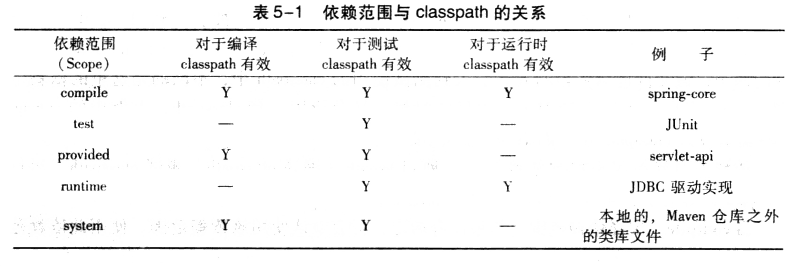 表 5-1 依赖范围与 classpath 的关系
依赖范围 对于编译 对于测试 对于运行时 例 子
(Scope) classpath 有效 classpath 有效 classpath 有效
compile Y Y Y spring-core
test — Y — JUnit
provided Y Y — servlet-api
runtime — Y Y JDBC 驱动实现
system Y Y — 本地的，Maven 仓库之外
的类库文件